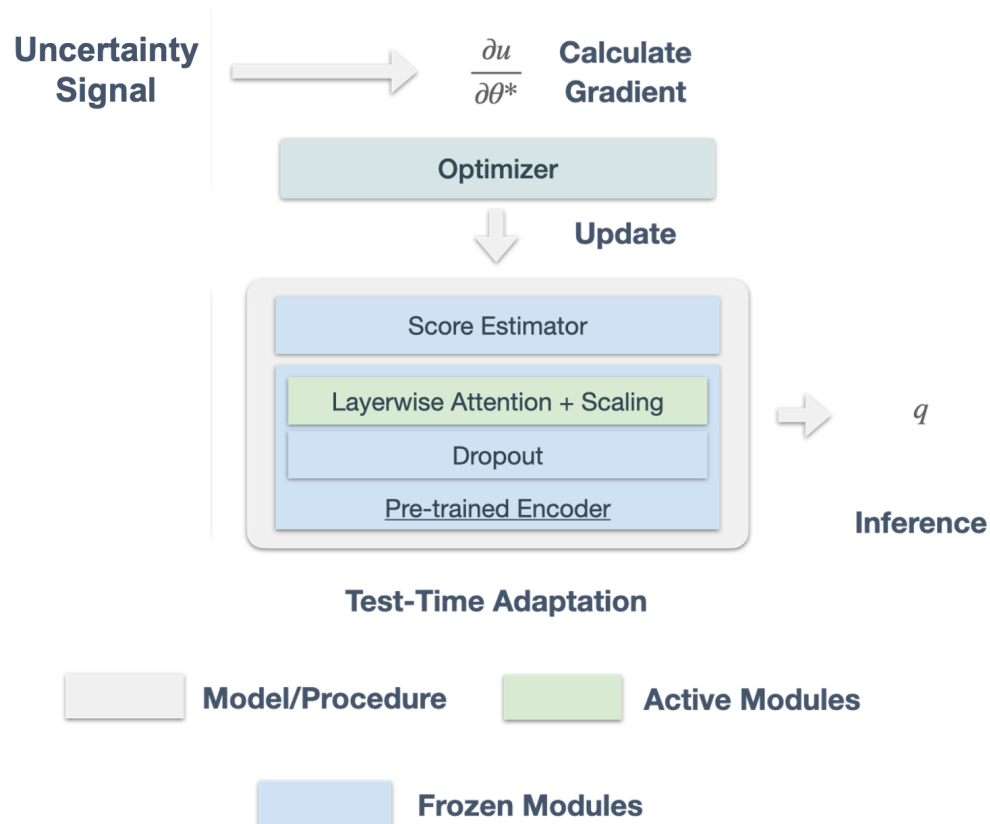 Uncertainty
Signal
∂u
∂θ*
Calculate
Gradient
Optimizer
Update
Score Estimator
Layerwise Attention + Scaling
Dropout
Pre-trained Encoder
q
Inference
Test-Time Adaptation
Model/Procedure
Active Modules
Frozen Modules